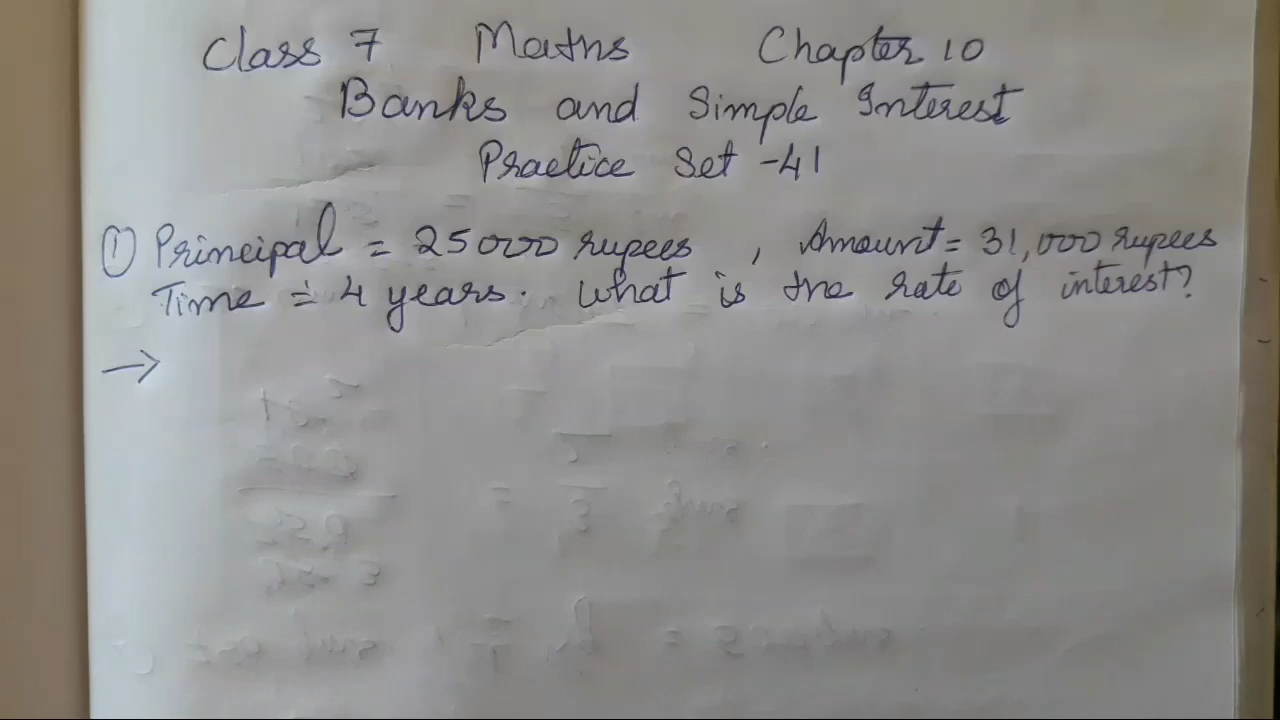 Class 7 Maths Chapter 10
Banks and Simple Interest
Practice Set -41
① Principal = 25000 rupees , Amount = 31,000 rupees
Time = 4 years. What is the rate of interest?
→